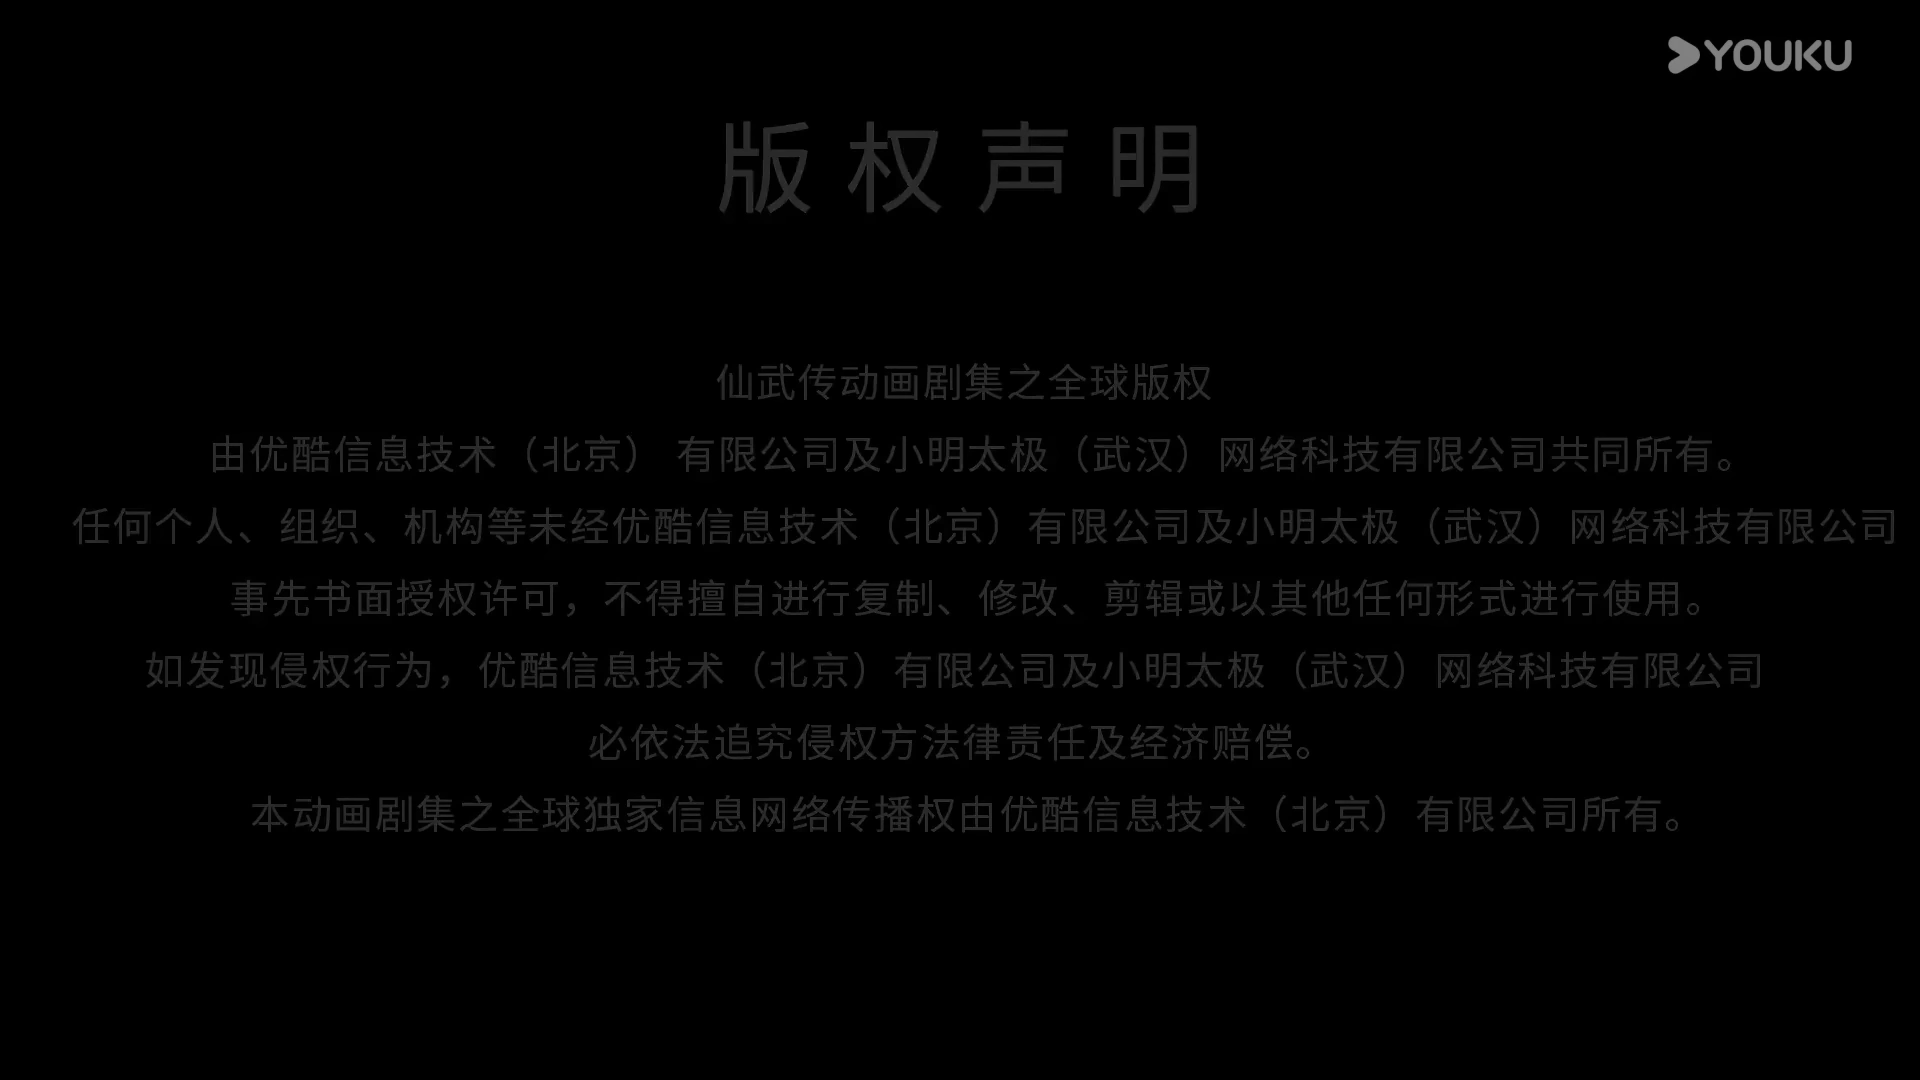 YOUKU
版权声明
仙武传动画剧集之全球版权
由优酷信息技术（北京） 有限公司及小明太极（武汉）网络科技有限公司共同所有。
任何个人、组织、机构等未经优酷信息技术（北京）有限公司及小明太极（武汉）网络科技有限公司
事先书面授权许可，不得擅自进行复制、修改、剪辑或以其他任何形式进行使用。
如发现侵权行为，优酷信息技术（北京）有限公司及小明太极（武汉）网络科技有限公司
必依法追究侵权方法律责任及经济赔偿。
本动画剧集之全球独家信息网络传播权由优酷信息技术（北京）有限公司所有。